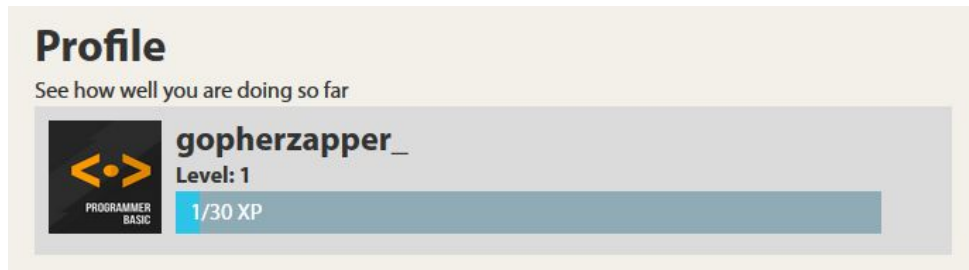 Profile
See how well you are doing so far
gopherzapper_
Level: 1
PROGRAMMER
BASIC
1/30 XP